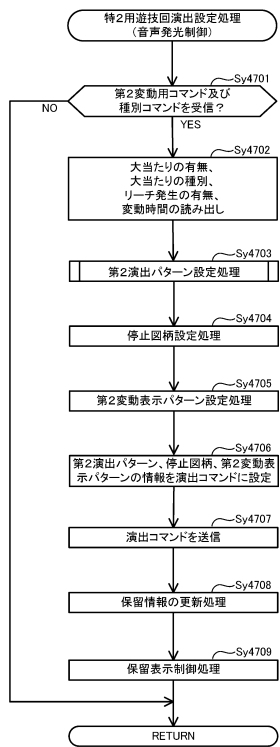 特2用遊技回演出設定処理
(音声発光制御)
Sy4701
第2変動用コマンド及び
種別コマンドを受信?
NO
YES
Sy4702
大当たりの有無、
大当たりの種別、
リーチ発生の有無、
変動時間の読み出し
Sy4703
第2演出パターン設定処理
Sy4704
停止図柄設定処理
Sy4705
第2変動表示パターン設定処理
Sy4706
第2演出パターン、停止図柄、第2変動表
示パターンの情報を演出コマンドに設定
Sy4707
演出コマンドを送信
Sy4708
保留情報の更新処理
Sy4709
保留表示制御処理
RETURN